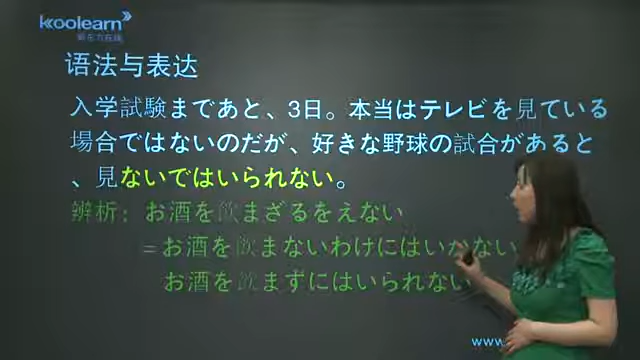 koolearn
新东方在线
语法与表达
入学試験まであと、3日。本当はテレビを見ている
場合ではないのだが、好きな野球の試合があると
、見ないではいられない。
辨析：お酒を飲まざるをえない
=お酒を飲まないわけにはいかない
お酒を飲まずにはいられない
www.